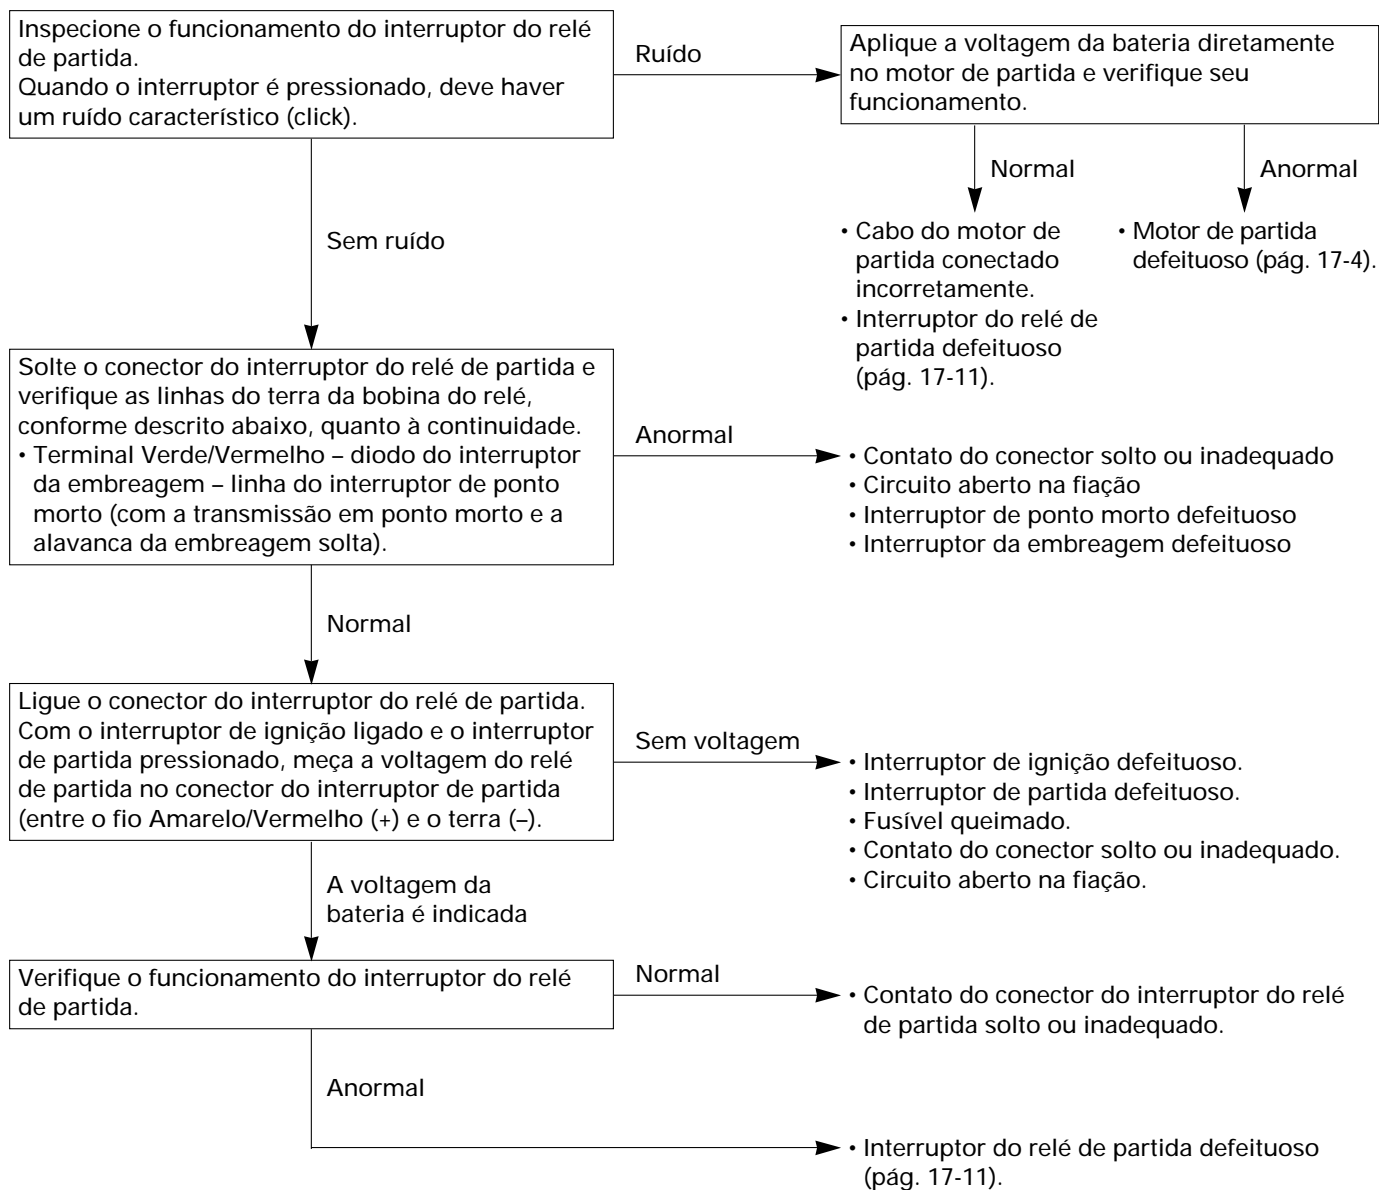 Inspecione o funcionamento do interruptor do relé
de partida.
Quando o interruptor é pressionado, deve haver
um ruído característico (click).
Ruído
Aplique a voltagem da bateria diretamente
no motor de partida e verifique seu
funcionamento.
Normal
Anormal
• Cabo do motor de
partida conectado
incorretamente.
• Interruptor do relé de
partida defeituoso
(pág. 17-11).
• Motor de partida
defeituoso (pág. 17-4).
Sem ruído
Solte o conector do interruptor do relé de partida e
verifique as linhas do terra da bobina do relé,
conforme descrito abaixo, quanto à continuidade.
• Terminal Verde/Vermelho – diodo do interruptor
da embreagem – linha do interruptor de ponto
morto (com a transmissão em ponto morto e a
alavanca da embreagem solta).
Anormal
• Contato do conector solto ou inadequado
• Circuito aberto na fiação
• Interruptor de ponto morto defeituoso
• Interruptor da embreagem defeituoso
Normal
Ligue o conector do interruptor do relé de partida.
Com o interruptor de ignição ligado e o interruptor
de partida pressionado, meça a voltagem do relé
de partida no conector do interruptor de partida
(entre o fio Amarelo/Vermelho (+) e o terra (–).
Sem voltagem
• Interruptor de ignição defeituoso.
• Interruptor de partida defeituoso.
• Fusível queimado.
• Contato do conector solto ou inadequado.
• Circuito aberto na fiação.
A voltagem da
bateria é indicada
Verifique o funcionamento do interruptor do relé
de partida.
Normal
• Contato do conector do interruptor do relé
de partida solto ou inadequado.
Anormal
• Interruptor do relé de partida defeituoso
(pág. 17-11).